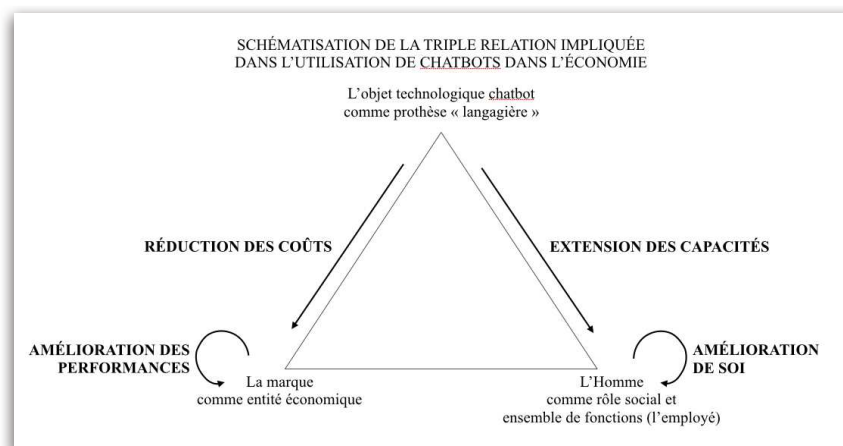 SCHÉMATISATION DE LA TRIPLE RELATION IMPLIQUÉE
DANS L'UTILISATION DE CHATBOTS DANS L'ÉCONOMIE
L'objet technologique chatbot
comme prothèse « langagière »
RÉDUCTION DES COÛTS
EXTENSION DES CAPACITÉS
AMÉLIORATION DES
PERFORMANCES
AMÉLIORATION
DE SOI
La marque
comme entité économique
L'Homme
comme rôle social et
ensemble de fonctions (l'employé)